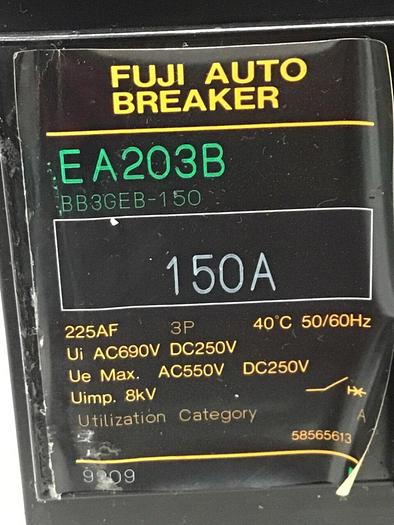 FUJI AUTO
BREAKER
EA203B
BB3GEB-150
150A
225AF 3P 40°C 50/60Hz
Ui AC690V DC250V
Ue Max. AC550V DC250V
Uimp. 8kV
Utilization Category A
58565613
9909